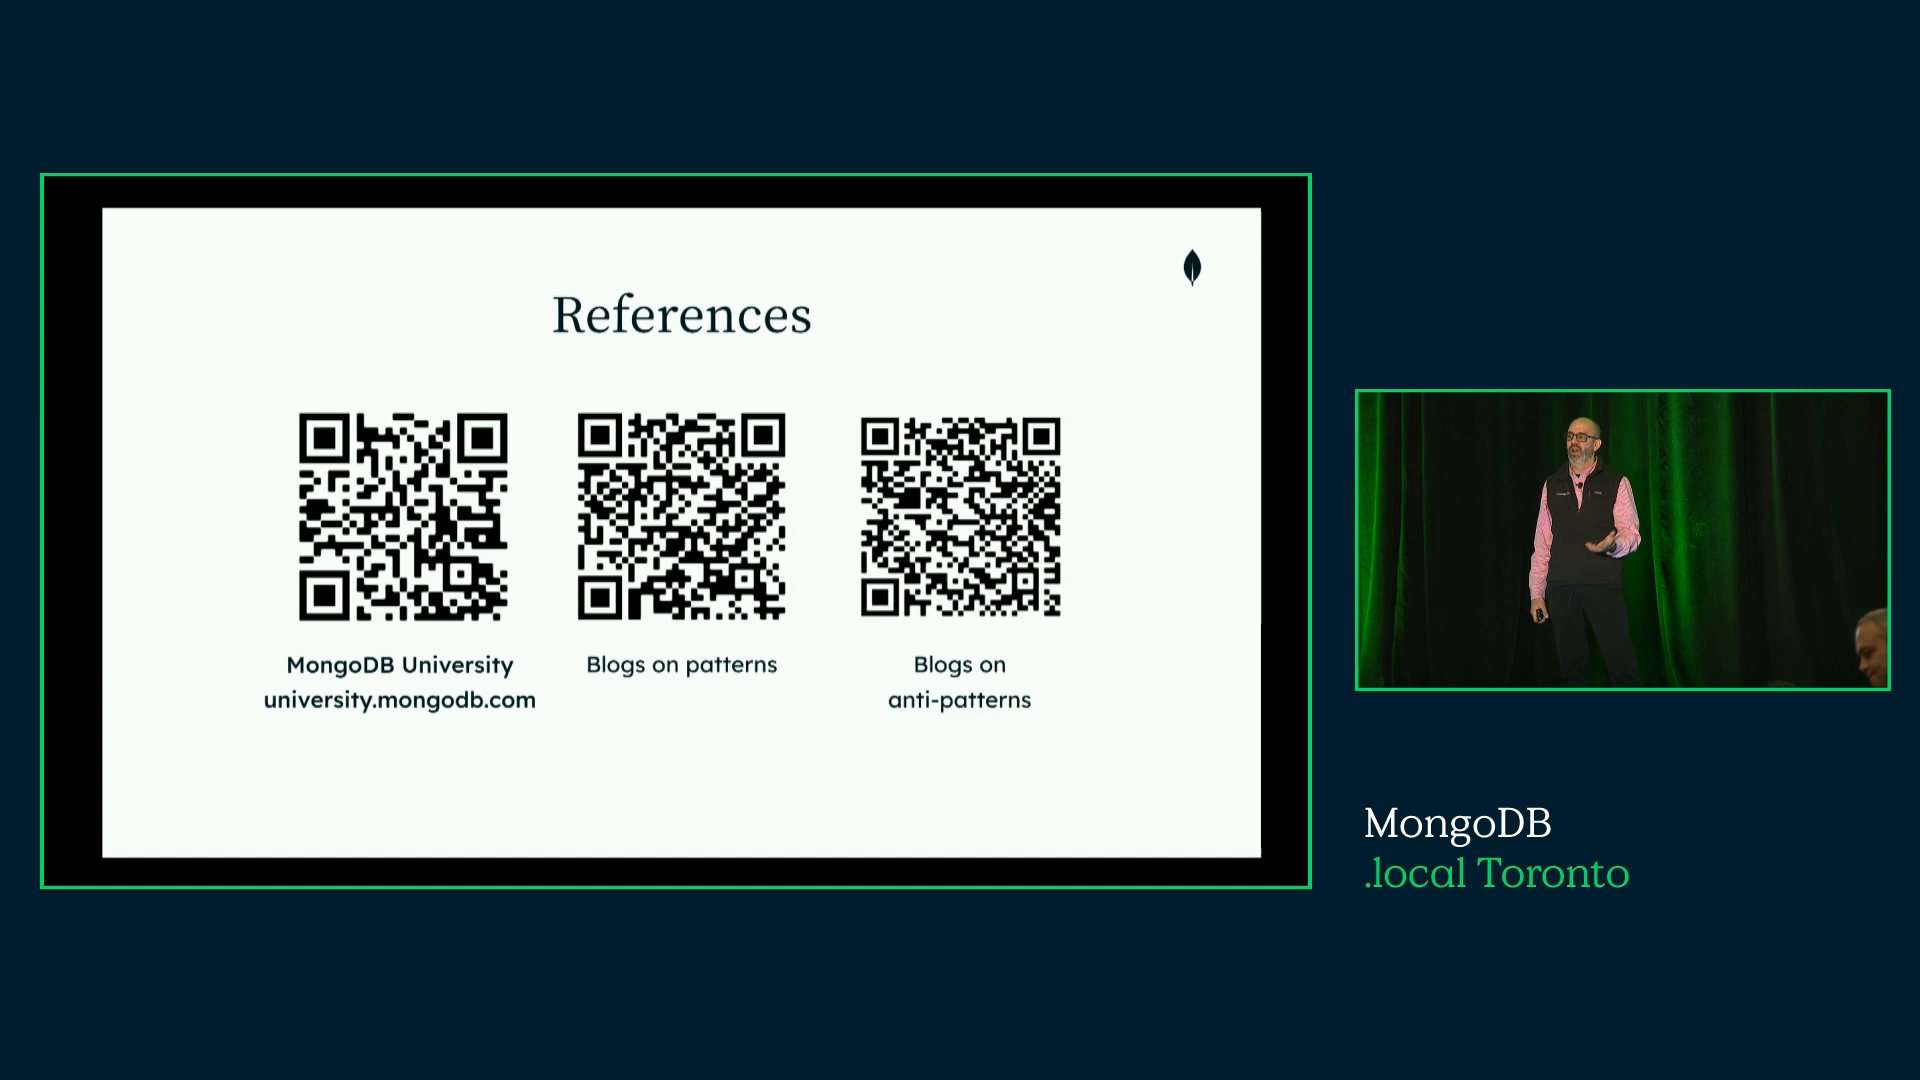 References
MongoDB University
university.mongodb.com
Blogs on patterns
Blogs on
anti-patterns
MongoDB
.local Toronto